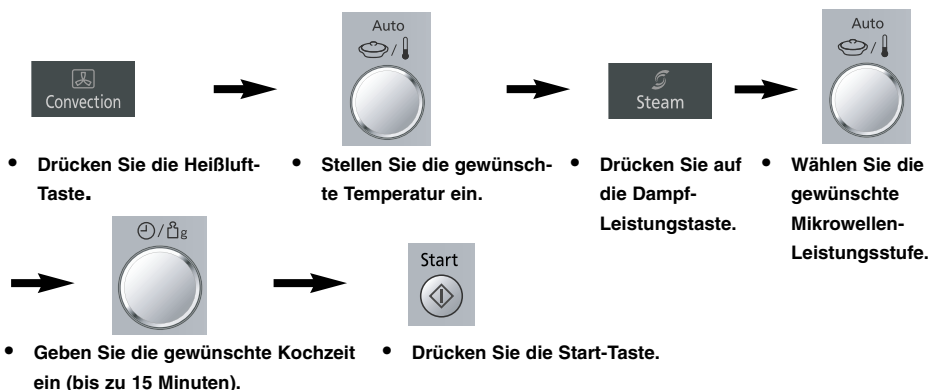 Auto
Auto
Convection
Steam
• Drücken Sie die Heißluft-
Taste.
• Stellen Sie die gewünsch-
te Temperatur ein.
• Drücken Sie auf
die Dampf-
Leistungstaste.
• Wählen Sie die
gewünschte
Mikrowellen-
Leistungsstufe.
/ g
Start
• Geben Sie die gewünschte Kochzeit
ein (bis zu 15 Minuten).
• Drücken Sie die Start-Taste.